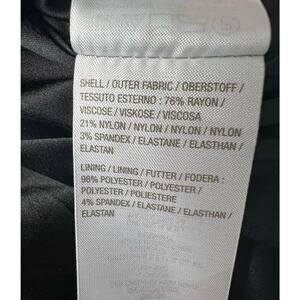 SHELL / OUTER FABRIC / OBERSTOFF /
TESSUTO ESTERNO : 76% RAYON /
VISCOSE / VISKOSE / VISCOSA
21% NYLON / NYLON / NYLON / NYLON
3% SPANDEX / ELASTANE / ELASTHAN /
ELASTAN
LINING / LINING / FUTTER / FODERA :
96% POLYESTER / POLYESTER /
POLYESTER / POLIESTERE
4% SPANDEX / ELASTANE / ELASTHAN /
ELASTAN